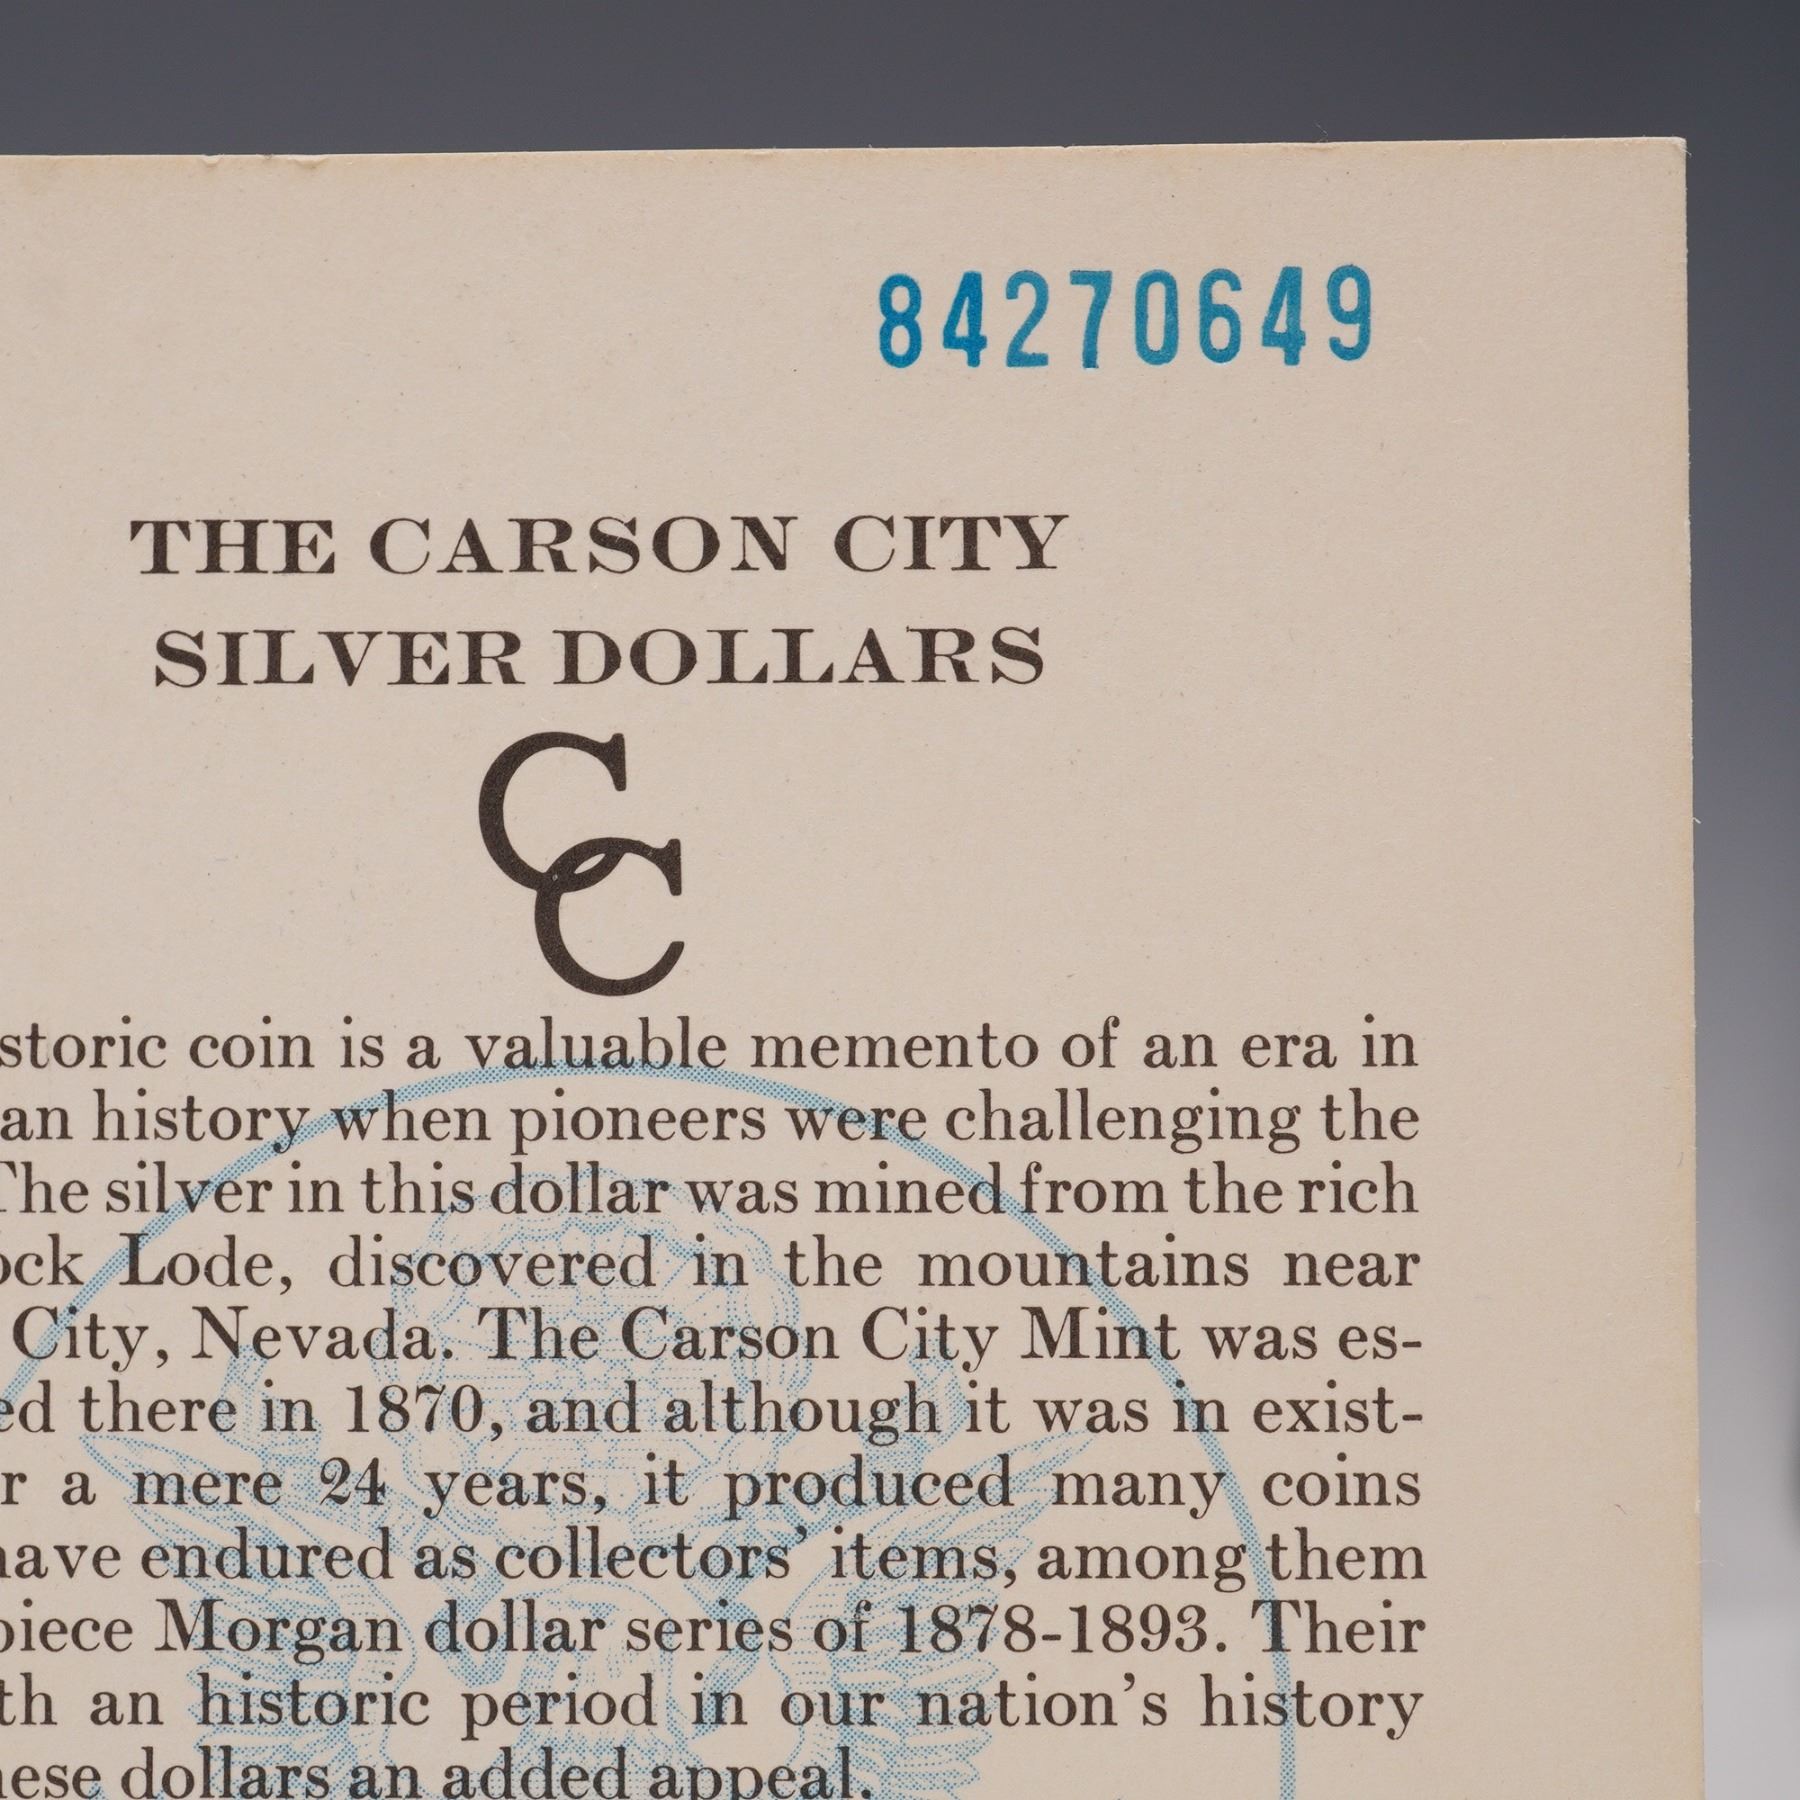 84270649
THE CARSON CITY
SILVER DOLLARS
CC
storic coin is a valuable memento of an era in
an history when pioneers were challenging the
The silver in this dollar was mined from the rich
ock Lode, discovered in the mountains near
City, Nevada. The Carson City Mint was es-
ed there in 1870, and although it was in exist-
r a mere 24 years, it produced many coins
have endured as collectors' items, among them
piece Morgan dollar series of 1878-1893. Their
th an historic period in our nation's history
hese dollars an added appeal.